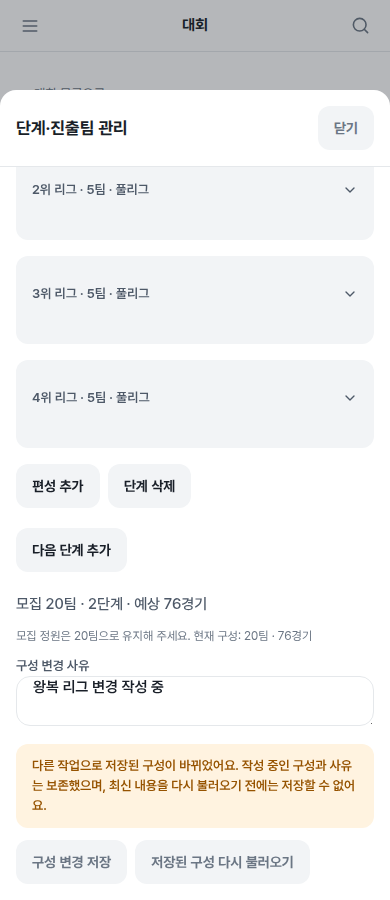 대회
단계·진출팀 관리
닫기
2위 리그 · 5팀 · 풀리그
3위 리그 · 5팀 · 풀리그
4위 리그 · 5팀 · 풀리그
편성 추가
단계 삭제
다음 단계 추가
모집 20팀 · 2단계 · 예상 76경기
모집 정원은 20팀으로 유지해 주세요. 현재 구성: 20팀 · 76경기
구성 변경 사유
왕복 리그 변경 작성 중
다른 작업으로 저장된 구성이 바뀌었어요. 작성 중인 구성과 사유
는 보존했으며, 최신 내용을 다시 불러오기 전에는 저장할 수 없어
요.
구성 변경 저장
저장된 구성 다시 불러오기